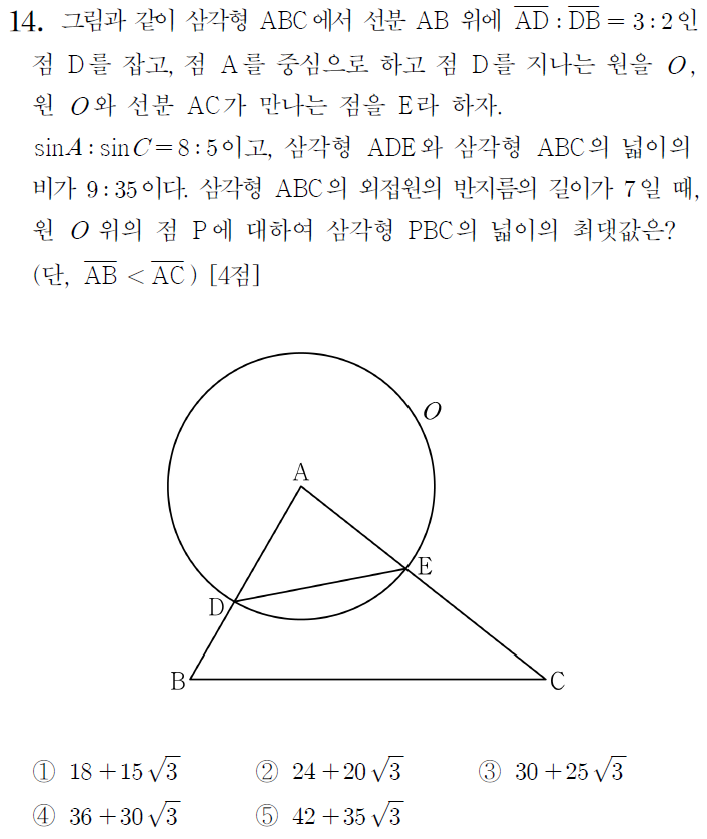 14. 그림과 같이 삼각형 ABC에서 선분 AB 위에 $\overline{AD} : \overline{DB} = 3 : 2$인
점 D를 잡고, 점 A를 중심으로 하고 점 D를 지나는 원을 $O$,
원 $O$와 선분 AC가 만나는 점을 E라 하자.
$\sin A : \sin C = 8 : 5$이고, 삼각형 ADE와 삼각형 ABC의 넓이의
비가 9 : 35이다. 삼각형 ABC의 외접원의 반지름의 길이가 7일 때,
원 $O$ 위의 점 P에 대하여 삼각형 PBC의 넓이의 최댓값은?
(단, $\overline{AB} < \overline{AC}$) [4점]
O
A
E
D
B
C
① $18 + 15\sqrt{3}$ ② $24 + 20\sqrt{3}$ ③ $30 + 25\sqrt{3}$
④ $36 + 30\sqrt{3}$ ⑤ $42 + 35\sqrt{3}$